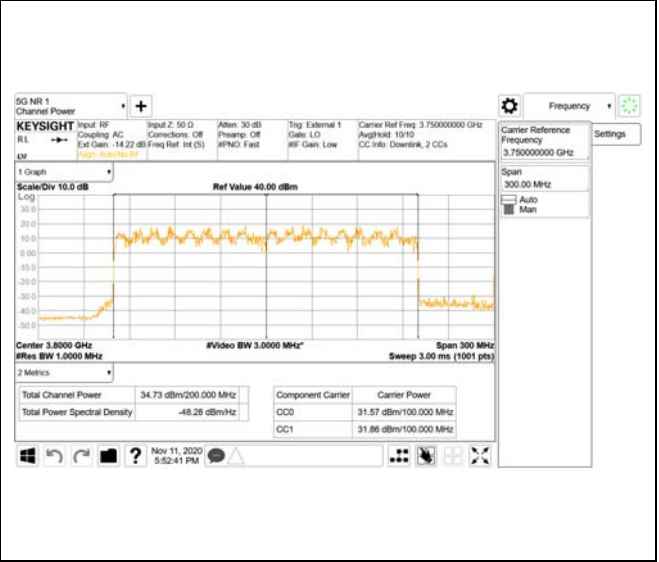 5G NR 1
Channel Power
Frequency
KEYSIGHT
Input: RF
Input Z: 50 Ω
Atten: 30 dB
Trig: External 1
Carrier Ref Freq: 3.750000000 GHz
R L
Coupling: AC
Corrections: Off
Preamp: Off
Gate: LO
Avg|Hold: 10/10
Ext Gain: -14.22 dB
Freq Ref: Int (S)
#PNO: Fast
#IF Gain: Low
CC Info: Downlink, 2 CCs
Align: Auto/No RF
Carrier Reference
Frequency
3.750000000 GHz
Settings
Span
300.00 MHz
Auto
Man
1 Graph
Scale/Div 10.0 dB
Ref Value 40.00 dBm
Log
30.0
20.0
10.0
0.00
-10.0
-20.0
-30.0
-40.0
-50.0
Center 3.8000 GHz
#Video BW 3.0000 MHz*
Span 300 MHz
#Res BW 1.0000 MHz
Sweep 3.00 ms (1001 pts)
2 Metrics
Total Channel Power
34.73 dBm/200.000 MHz
Total Power Spectral Density
-48.28 dBm/Hz
Component Carrier
Carrier Power
CC0
31.57 dBm/100.000 MHz
CC1
31.86 dBm/100.000 MHz
?
Nov 11, 2020
5:52:41 PM